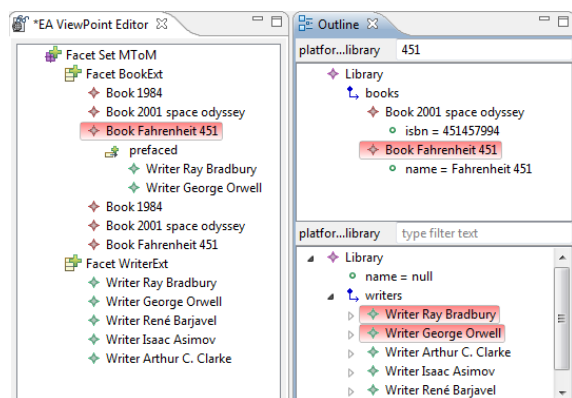 *EA ViewPoint Editor
Facet Set MToM
Facet BookExt
Book 1984
Book 2001 space odyssey
Book Fahrenheit 451
prefaced
Writer Ray Bradbury
Writer George Orwell
Book 1984
Book 2001 space odyssey
Book Fahrenheit 451
Facet WriterExt
Writer Ray Bradbury
Writer George Orwell
Writer René Barjavel
Writer Isaac Asimov
Writer Arthur C. Clarke
Outline
platfor...library 451
Library
books
Book 2001 space odyssey
isbn = 451457994
Book Fahrenheit 451
name = Fahrenheit 451
platfor...library type filter text
Library
name = null
writers
Writer Ray Bradbury
Writer George Orwell
Writer Arthur C. Clarke
Writer Isaac Asimov
Writer René Barjavel